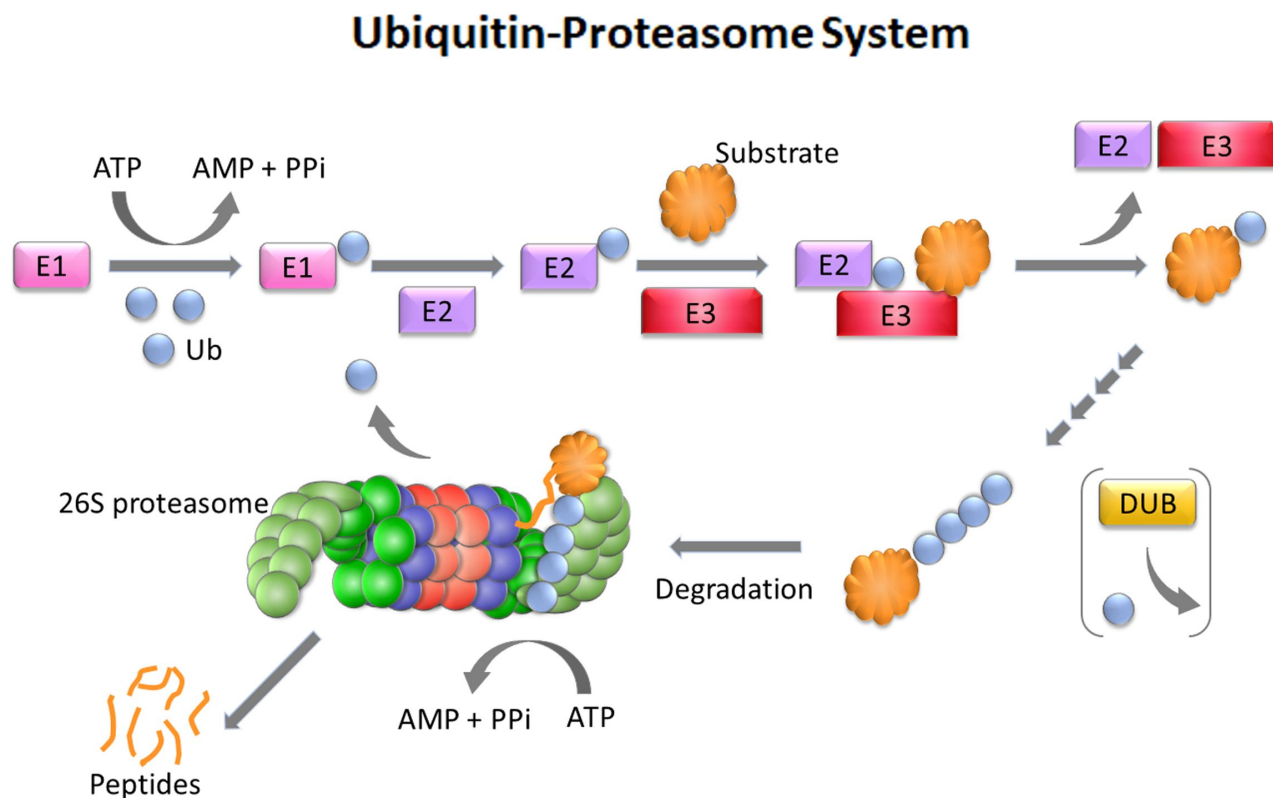 Ubiquitin-Proteasome System
ATP
AMP + PPi
Substrate
E2
E3
E1
E1
E2
E2
E3
E2
E3
Ub
26S proteasome
DUB
Degradation
AMP + PPi
ATP
Peptides